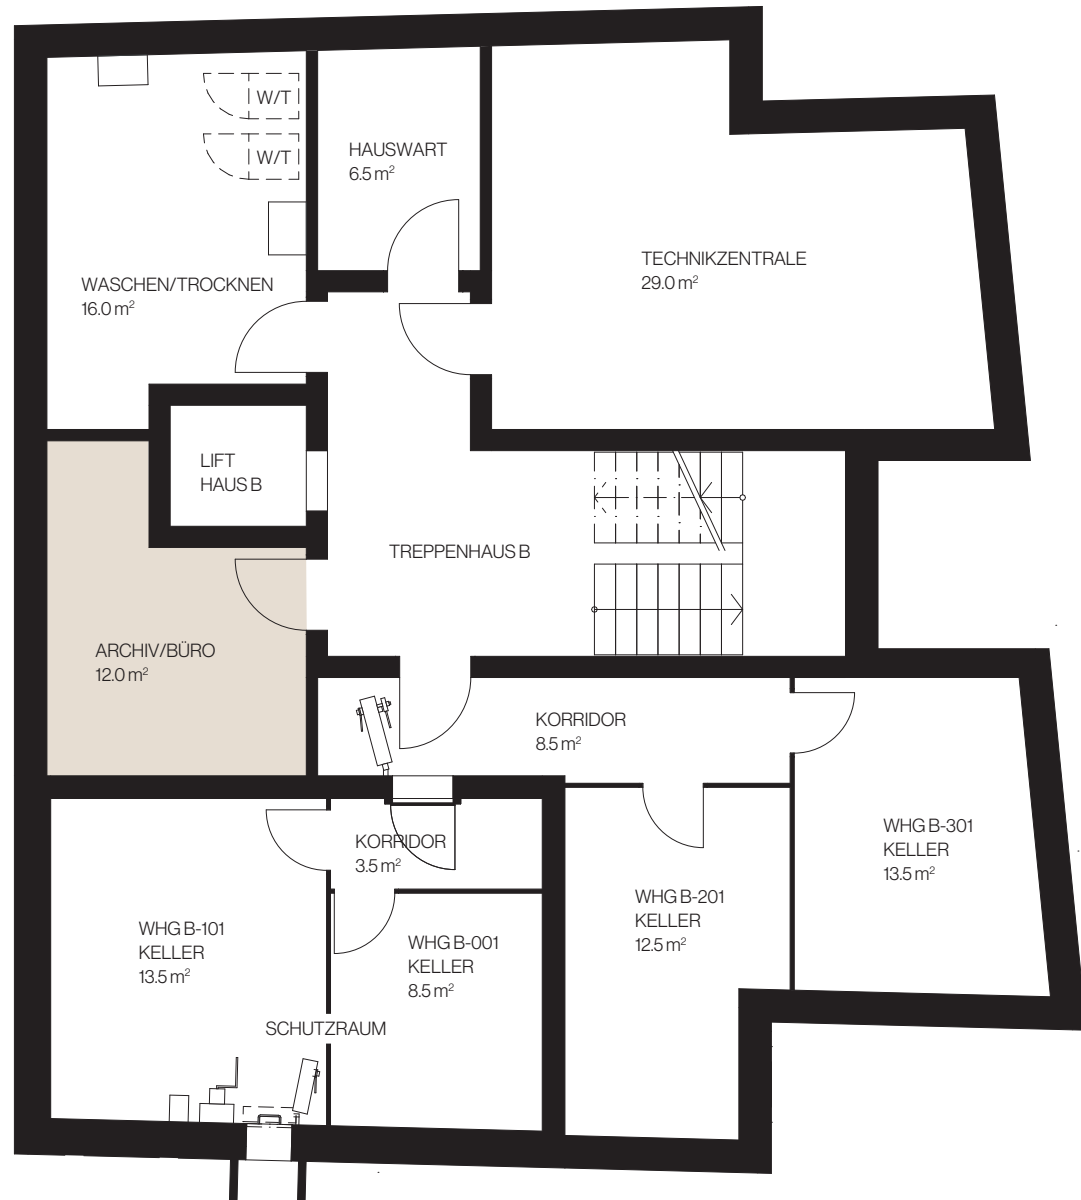 W/T
W/T
HAUSWART
6.5 m²
TECHNIKZENTRALE
29.0 m²
WASCHEN/TROCKNEN
16.0 m²
LIFT
HAUS B
TREPPENHAUS B
ARCHIV/BÜRO
12.0 m²
KORRIDOR
8.5 m²
KORRIDOR
3.5 m²
WHG B-301
KELLER
13.5 m²
WHG B-201
KELLER
12.5 m²
WHG B-101
KELLER
13.5 m²
WHG B-001
KELLER
8.5 m²
SCHUTZRAUM